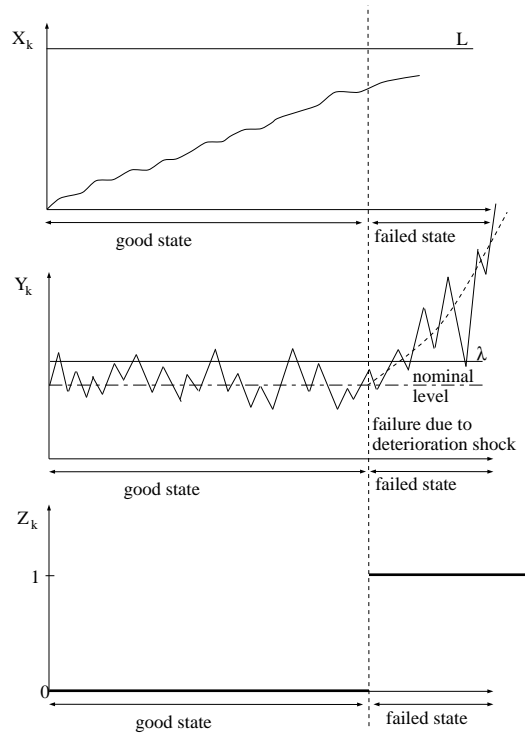 X_k
L
good state
failed state
Y_k
λ
nominal
level
failure due to
deterioration shock
good state
failed state
Z_k
1
0
good state
failed state